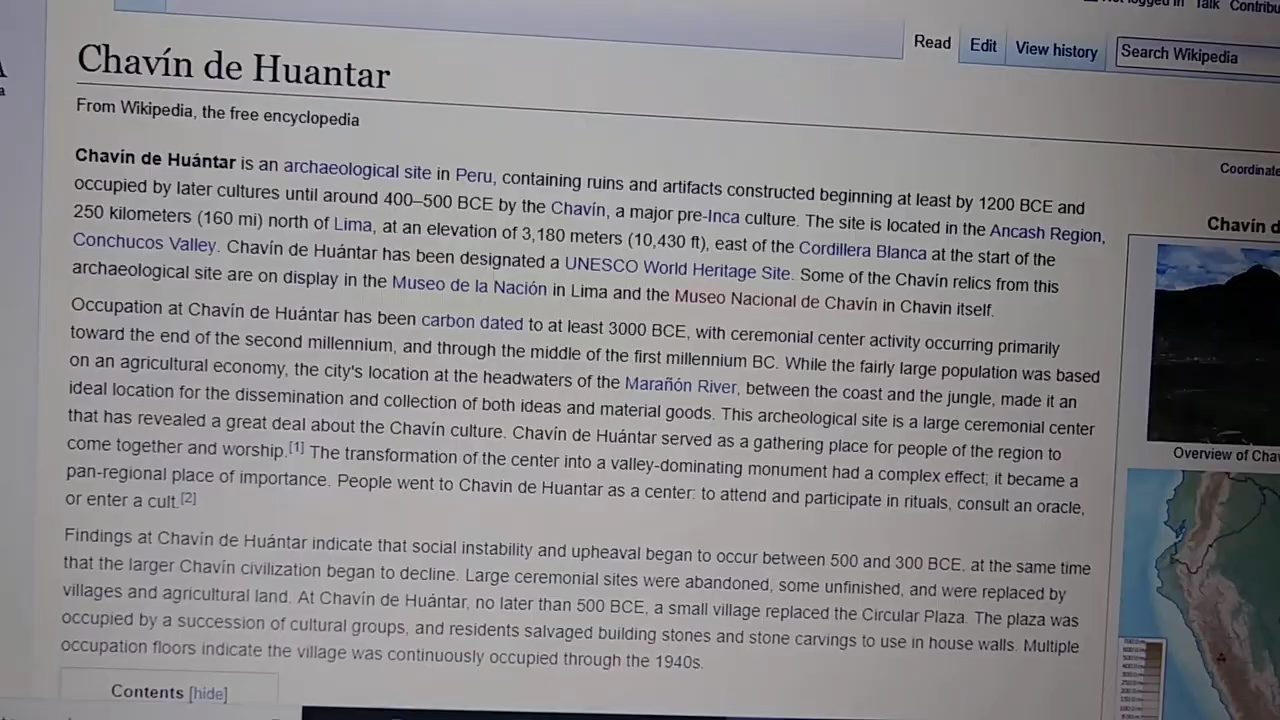 Talk Contribu
Read Edit View history Search Wikipedia
Chavín de Huantar
From Wikipedia, the free encyclopedia
Coordinate
Chavín de Huántar is an archaeological site in Peru, containing ruins and artifacts constructed beginning at least by 1200 BCE and
occupied by later cultures until around 400–500 BCE by the Chavín, a major pre-Inca culture. The site is located in the Ancash Region,
250 kilometers (160 mi) north of Lima, at an elevation of 3,180 meters (10,430 ft), east of the Cordillera Blanca at the start of the
Conchucos Valley. Chavín de Huántar has been designated a UNESCO World Heritage Site. Some of the Chavín relics from this
archaeological site are on display in the Museo de la Nación in Lima and the Museo Nacional de Chavín in Chavin itself.
Occupation at Chavín de Huántar has been carbon dated to at least 3000 BCE, with ceremonial center activity occurring primarily
toward the end of the second millennium, and through the middle of the first millennium BC. While the fairly large population was based
on an agricultural economy, the city's location at the headwaters of the Marañón River, between the coast and the jungle, made it an
ideal location for the dissemination and collection of both ideas and material goods. This archeological site is a large ceremonial center
that has revealed a great deal about the Chavín culture. Chavín de Huántar served as a gathering place for people of the region to
come together and worship.[1] The transformation of the center into a valley-dominating monument had a complex effect; it became a
pan-regional place of importance. People went to Chavin de Huantar as a center: to attend and participate in rituals, consult an oracle,
or enter a cult.[2]
Findings at Chavín de Huántar indicate that social instability and upheaval began to occur between 500 and 300 BCE, at the same time
that the larger Chavín civilization began to decline. Large ceremonial sites were abandoned, some unfinished, and were replaced by
villages and agricultural land. At Chavín de Huántar, no later than 500 BCE, a small village replaced the Circular Plaza. The plaza was
occupied by a succession of cultural groups, and residents salvaged building stones and stone carvings to use in house walls. Multiple
occupation floors indicate the village was continuously occupied through the 1940s.
Contents [hide]
Chavín d
Overview of Chav